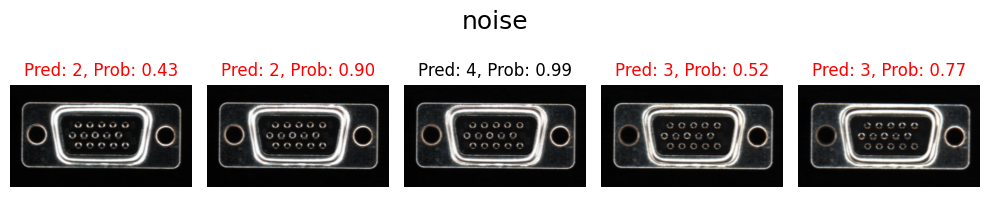 noise
Pred: 2, Prob: 0.43
Pred: 2, Prob: 0.90
Pred: 4, Prob: 0.99
Pred: 3, Prob: 0.52
Pred: 3, Prob: 0.77